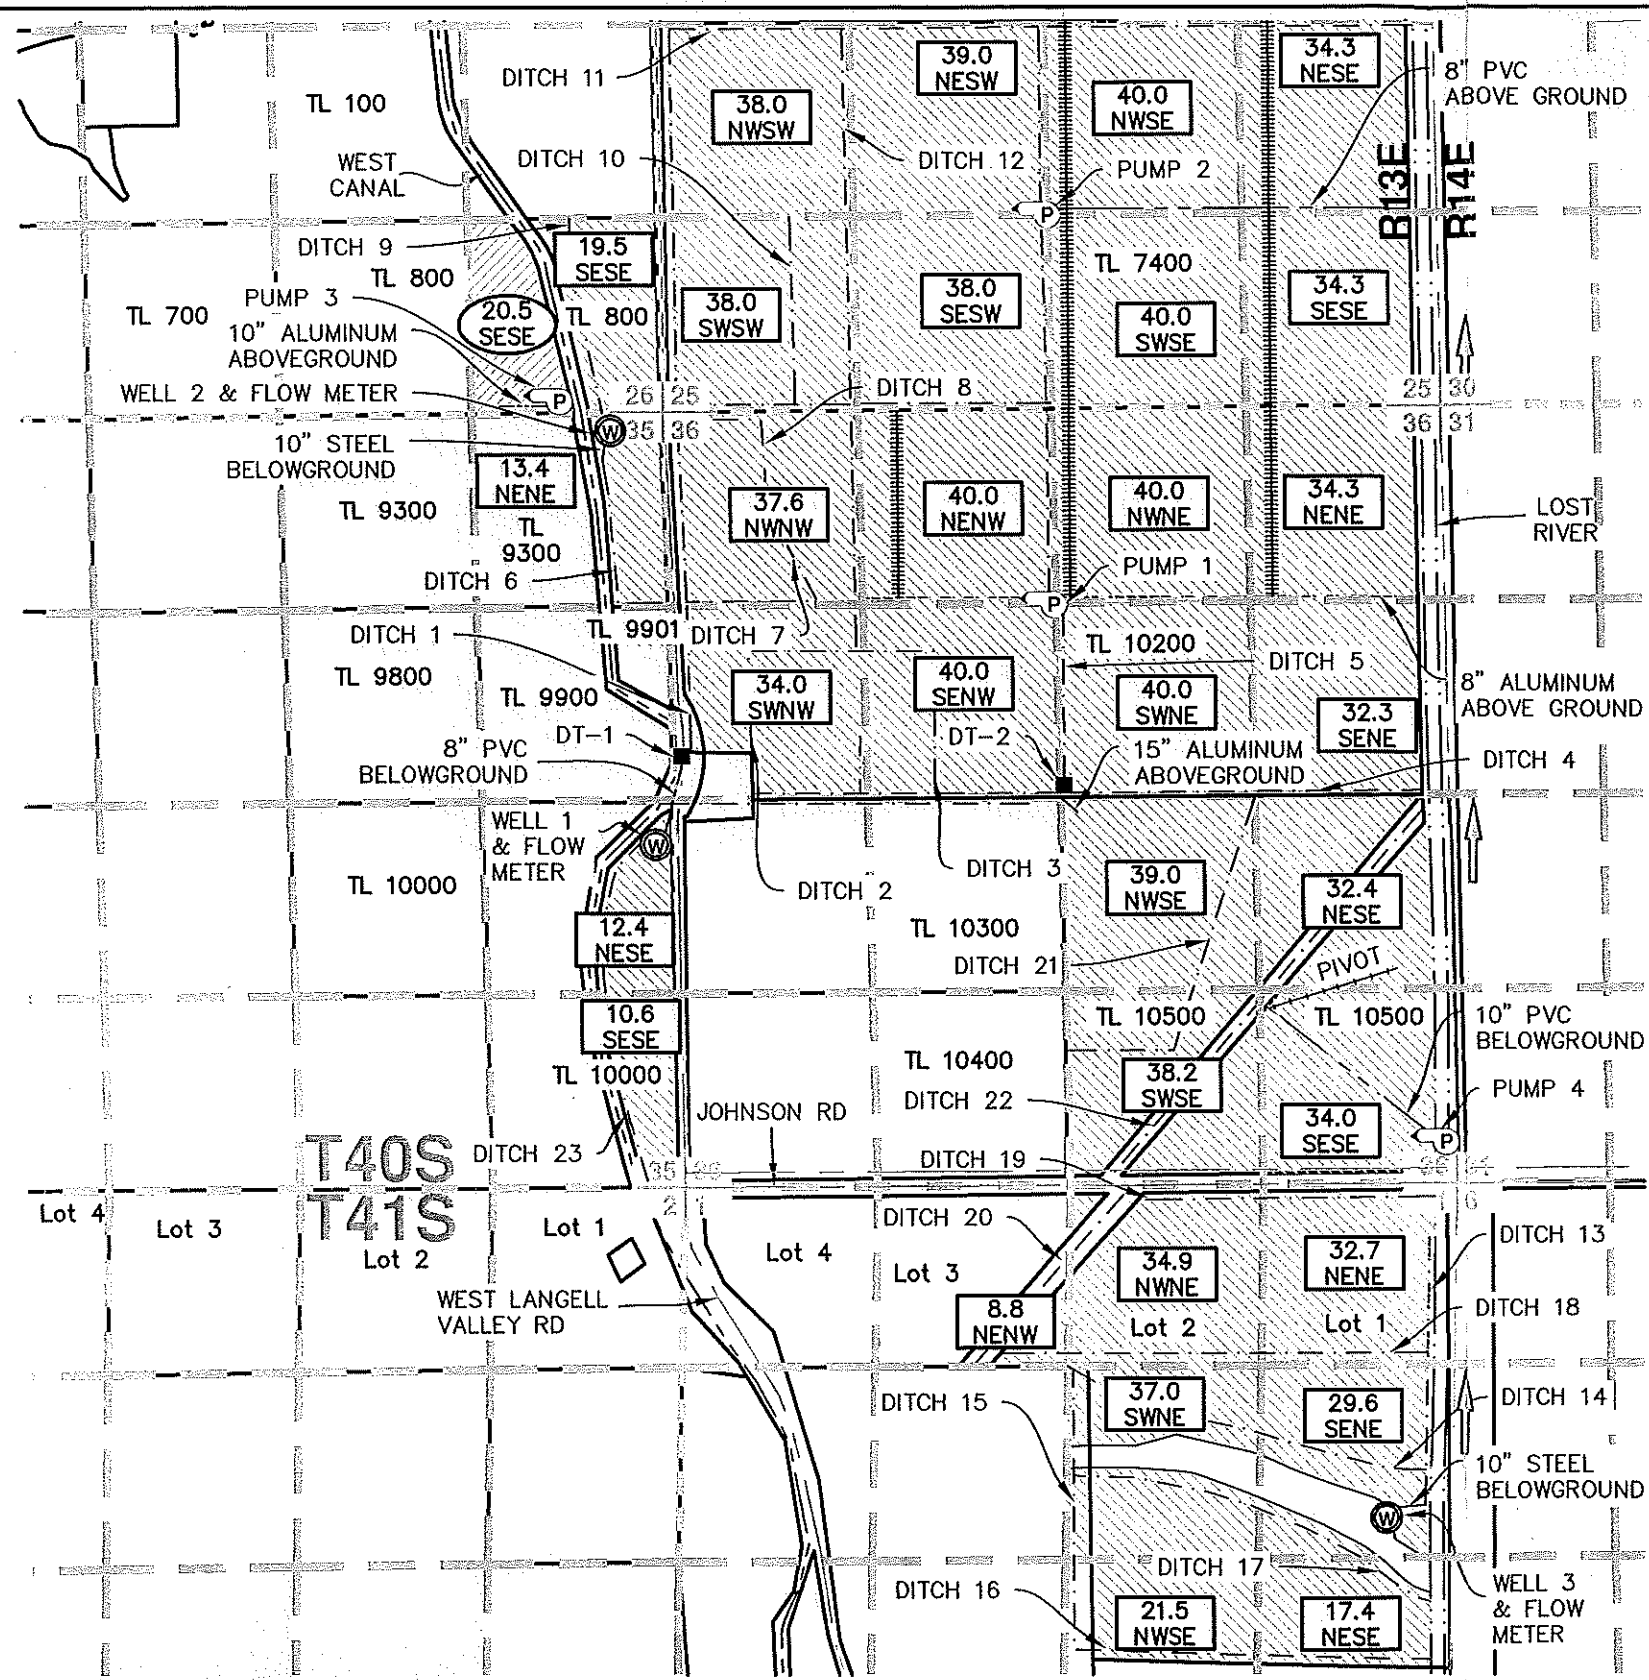 DITCH 11
39.0
NESW
34.3
NESE
8" PVC
ABOVE GROUND
TL 100
38.0
NWSW
40.0
NWSE
WEST
CANAL
DITCH 10
DITCH 12
PUMP 2
P
R13E
R14E
DITCH 9
19.5
SESE
TL 800
TL 7400
TL 700
PUMP 3
20.5
SESE
TL 800
38.0
SWSW
38.0
SESW
40.0
SWSE
34.3
SESE
10" ALUMINUM
ABOVEGROUND
WELL 2 & FLOW METER
P
26
25
DITCH 8
25
30
W
35
36
36
31
10" STEEL
BELOWGROUND
13.4
NENE
37.6
NWNW
40.0
NENW
40.0
NWNE
34.3
NENE
LOST
RIVER
TL 9300
TL
9300
DITCH 6
PUMP 1
P
DITCH 1
TL 9901
DITCH 7
TL 10200
DITCH 5
TL 9800
TL 9900
34.0
SWNW
40.0
SENW
40.0
SWNE
32.3
SENE
8" ALUMINUM
ABOVE GROUND
DT-1
DT-2
8" PVC
BELOWGROUND
15" ALUMINUM
ABOVEGROUND
DITCH 4
WELL 1
& FLOW
METER
W
DITCH 2
DITCH 3
TL 10000
39.0
NWSE
32.4
NESE
12.4
NESE
TL 10300
DITCH 21
PIVOT
10.6
SESE
TL 10500
TL 10500
10" PVC
BELOWGROUND
TL 10000
TL 10400
38.2
SWSE
PUMP 4
DITCH 22
JOHNSON RD
34.0
SESE
P
T40S
DITCH 23
DITCH 19
35
36
T41S
2
1
6
Lot 4
Lot 3
Lot 2
Lot 1
Lot 4
Lot 3
DITCH 20
34.9
NWNE
32.7
NENE
DITCH 13
WEST LANGELL
VALLEY RD
8.8
NENW
Lot 2
Lot 1
DITCH 18
DITCH 15
37.0
SWNE
29.6
SENE
DITCH 14
10" STEEL
BELOWGROUND
W
DITCH 17
DITCH 16
21.5
NWSE
17.4
NESE
WELL 3
& FLOW
METER